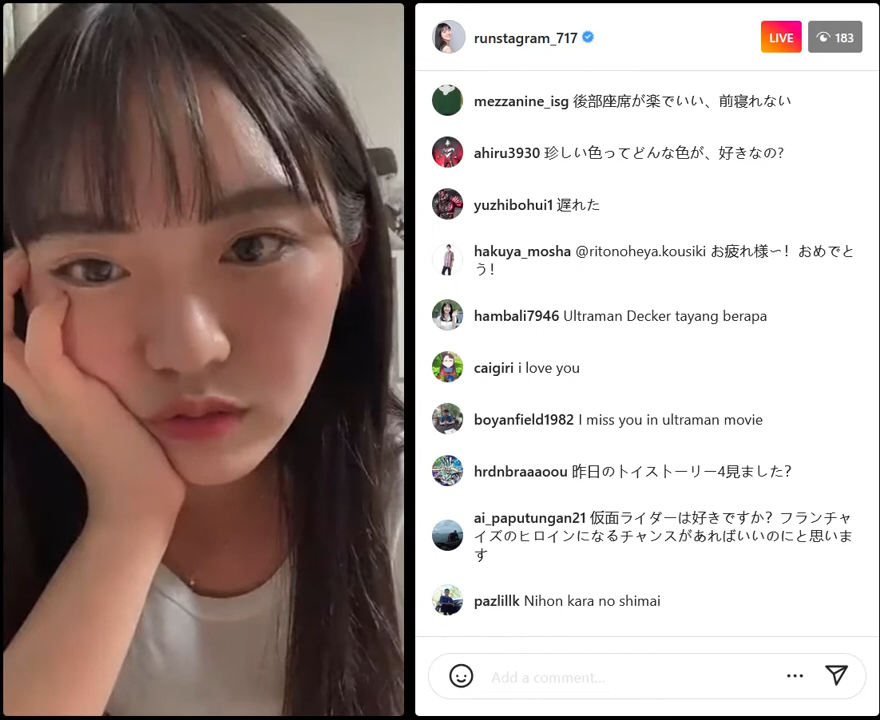 runstagram_717
LIVE
183
mezzanine_isg 後部座席が楽でいい、前寝れない
ahiru3930 珍しい色ってどんな色が、好きなの?
yuzhibohui1 遅れた
hakuya_mosha @ritonoheya.kousiki お疲れ様〜！おめでと
う！
hambali7946 Ultraman Decker tayang berapa
caigiri i love you
boyanfield1982 I miss you in ultraman movie
hrdnbraaaoou 昨日のトイストーリー4見ました?
ai_paputungan21 仮面ライダーは好きですか？フランチャ
イズのヒロインになるチャンスがあればいいのにと思いま
す
pazlillk Nihon kara no shimai
Add a comment...